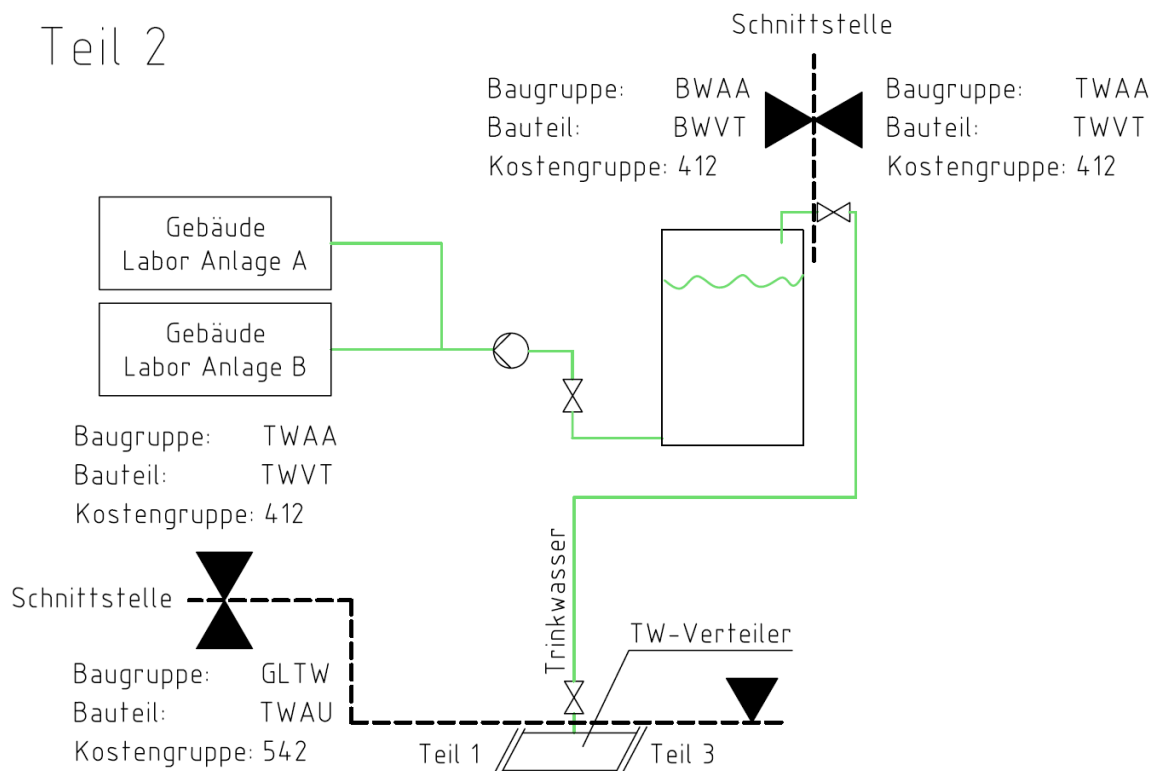 Teil 2
Schnittstelle
Baugruppe: BWAA
Bauteil: BWVT
Kostengruppe: 412
Baugruppe: TWAA
Bauteil: TWVT
Kostengruppe: 412
Gebäude
Labor Anlage A
Gebäude
Labor Anlage B
Baugruppe: TWAA
Bauteil: TWVT
Kostengruppe: 412
Schnittstelle
Baugruppe: GLTW
Bauteil: TWAU
Kostengruppe: 542
Trinkwasser
TW-Verteiler
Teil 1
Teil 3